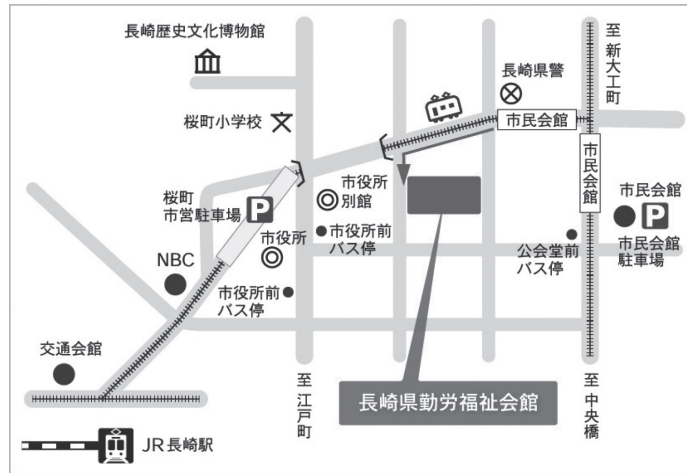 長崎歴史文化博物館
至新大工町
長崎県警
桜町小学校
市民会館
市民会館
市役所
別館
桜町
市営駐車場
P
市民会館
P
市民会館
駐車場
市役所前
バス停
市役所
公会堂前
バス停
NBC
市役所前
バス停
交通会館
至江戸町
長崎県勤労福祉会館
至中央橋
JR長崎駅